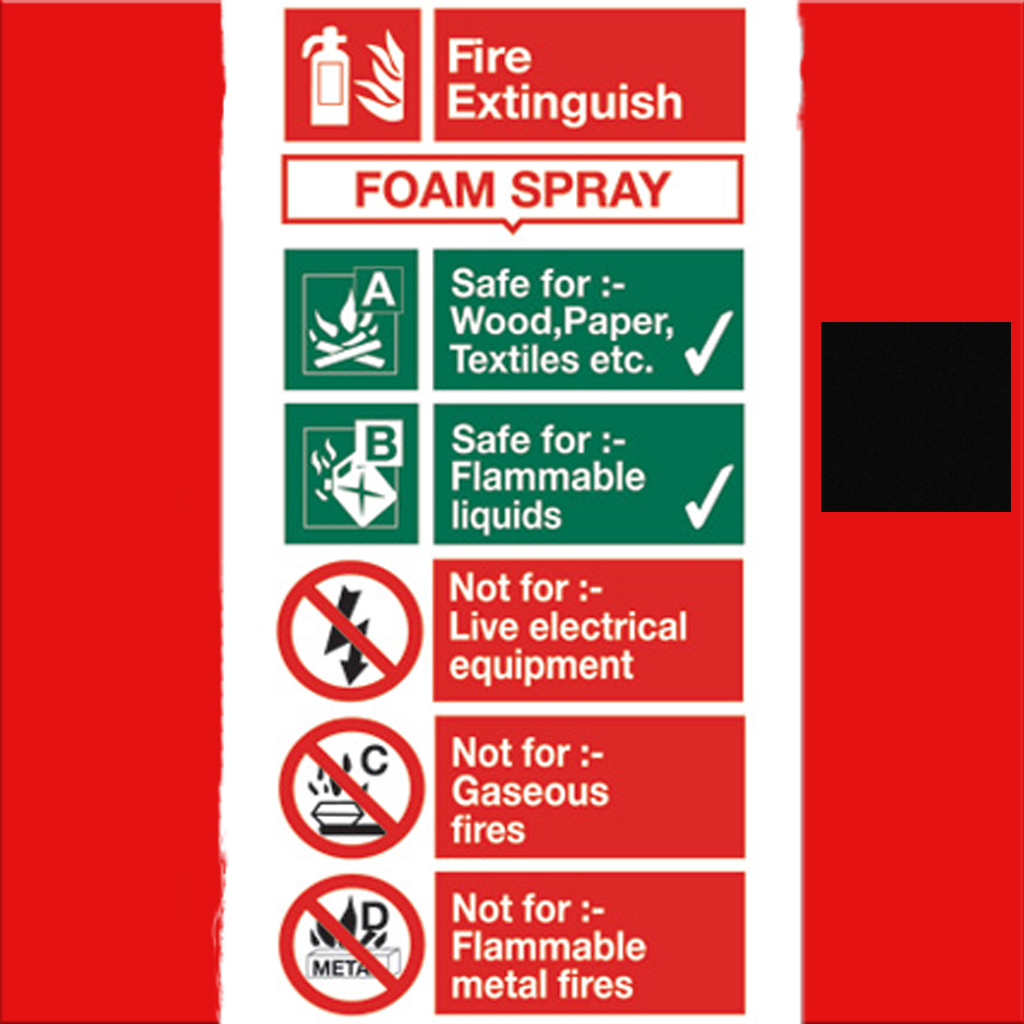 Fire
Extinguish
FOAM SPRAY
A
Safe for :-
Wood,Paper,
Textiles etc.
B
Safe for :-
Flammable
liquids
Not for :-
Live electrical
equipment
C
Not for :-
Gaseous
fires
D
META
Not for :-
Flammable
metal fires